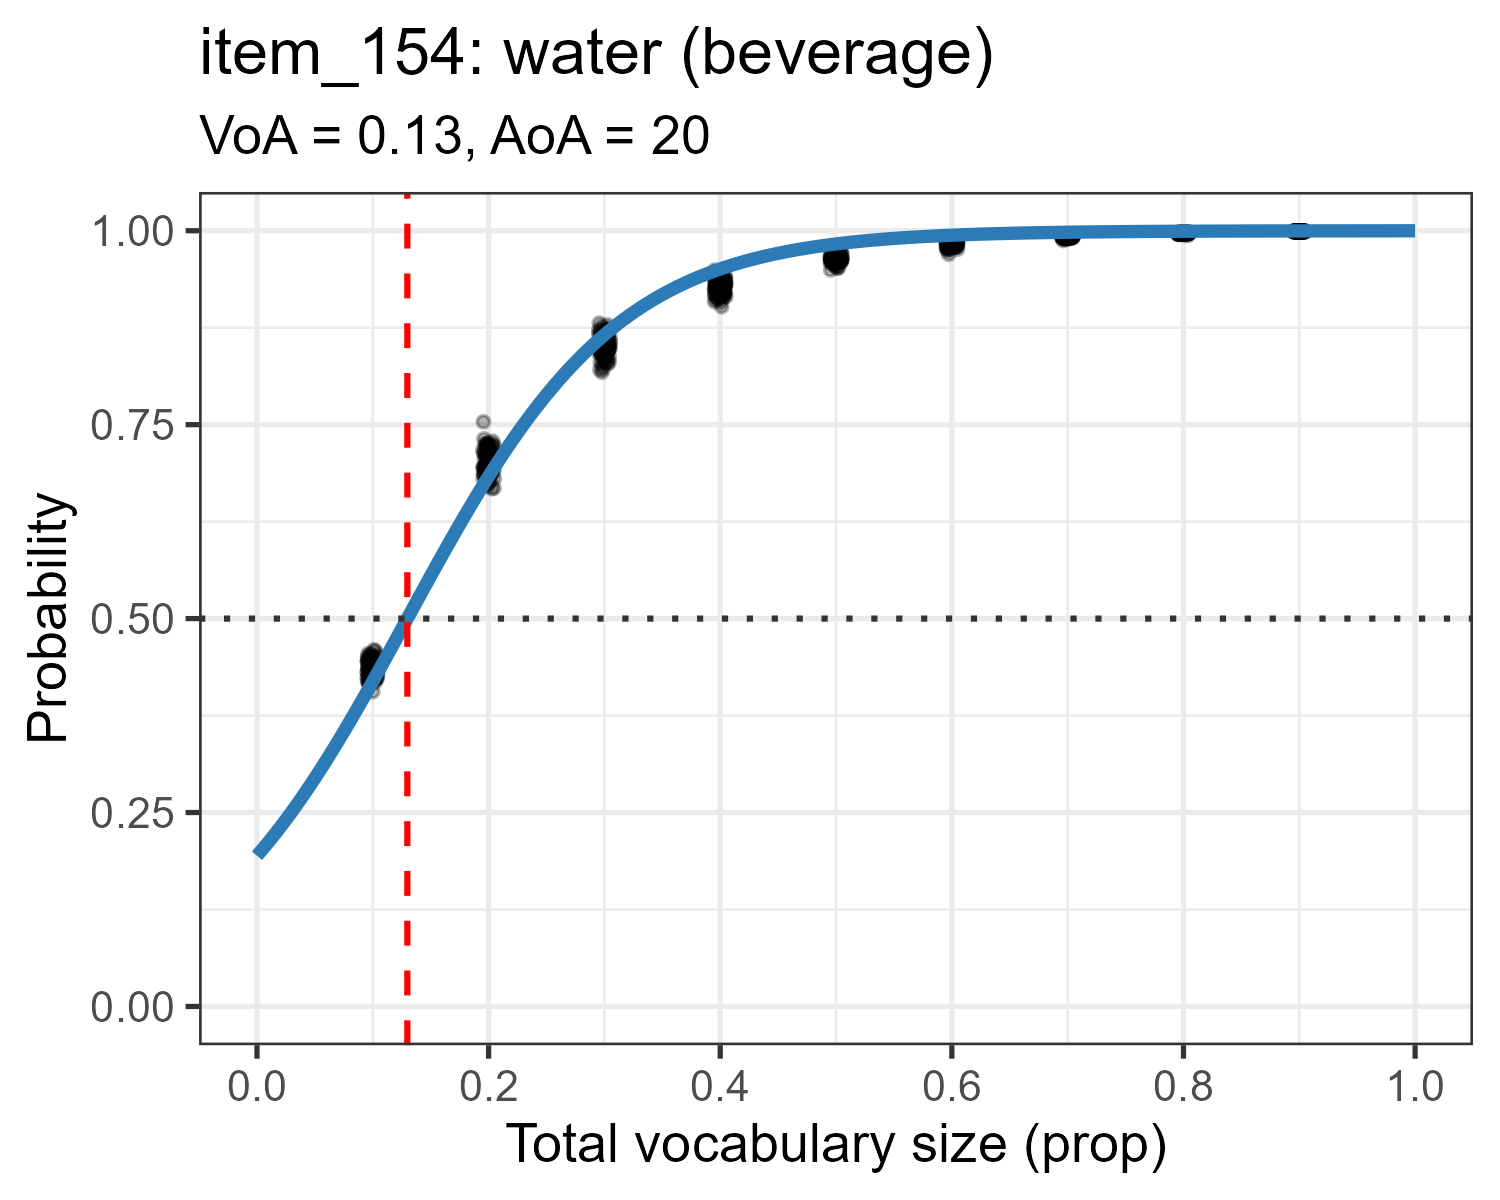 item_154: water (beverage)
VoA = 0.13, AoA = 20
Probability
1.00
0.75
0.50
0.25
0.00
0.0 0.2 0.4 0.6 0.8 1.0
Total vocabulary size (prop)